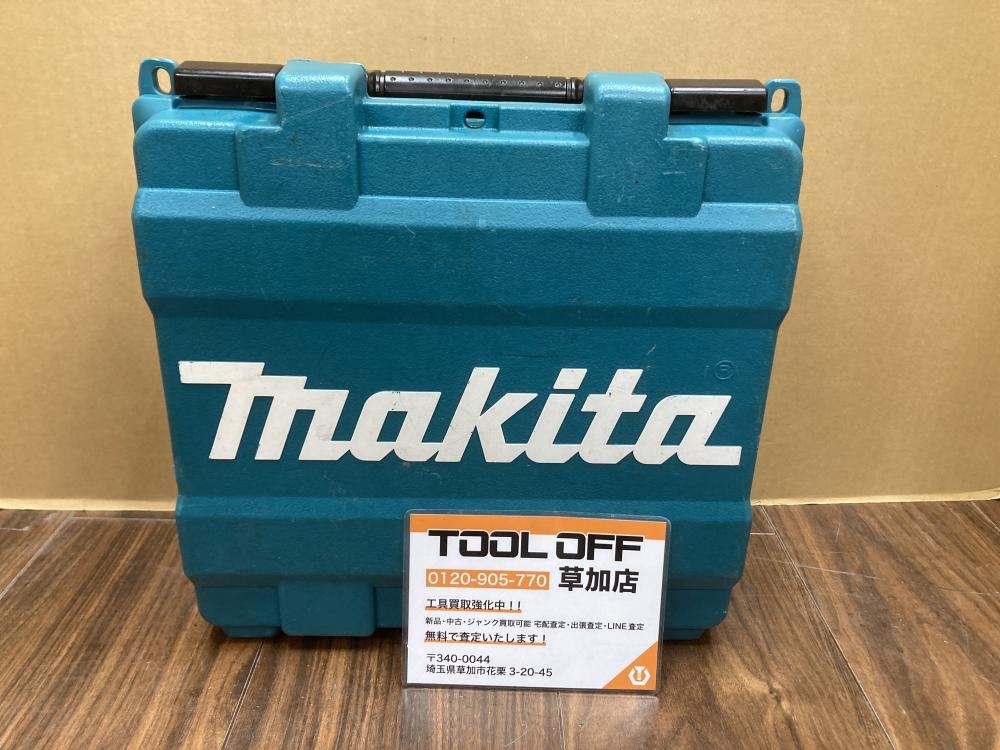 makita
®
TOOL OFF
0120-905-770 草加店
工具買取強化中!!
新品・中古・ジャンク買取可能 宅配査定・出張査定・LINE査定
無料で査定いたします!
〒340-0044
埼玉県草加市花栗 3-20-45